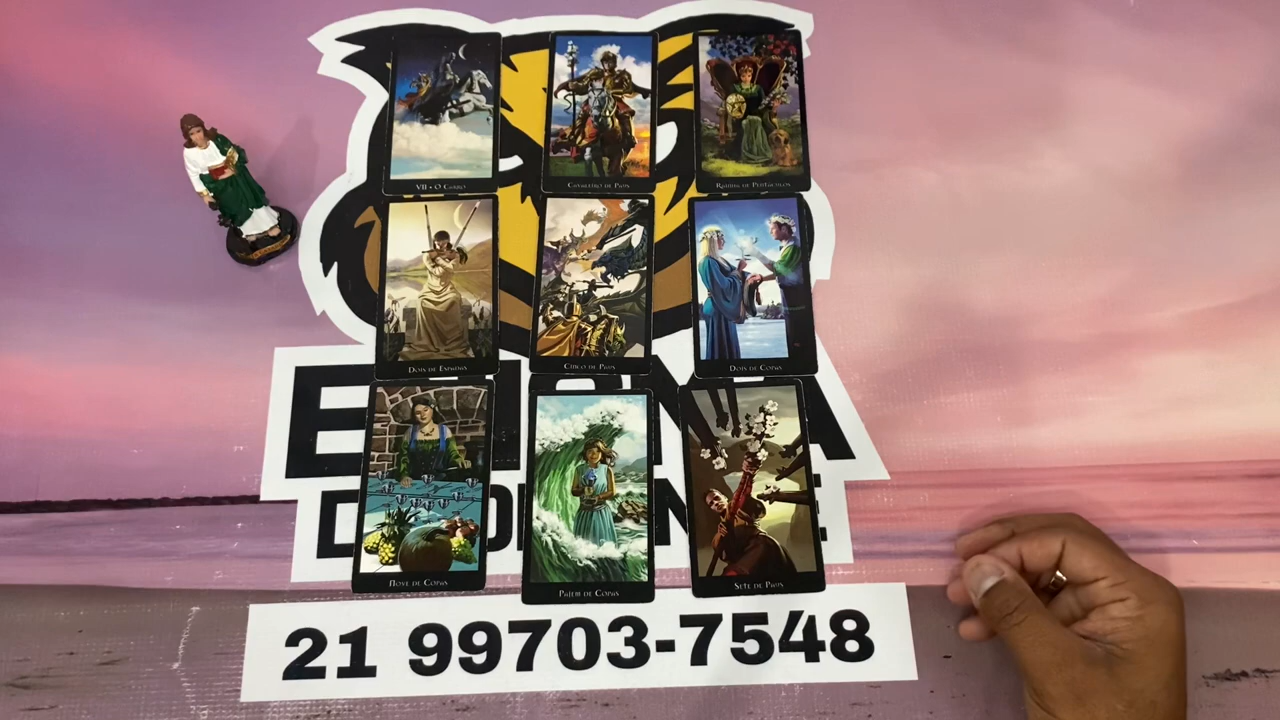 VII • O CARRO
CAVALEIRO DE PAUS
RAINHA DE PENTÁCULOS
DOIS DE ESPADAS
CINCO DE PAUS
DOIS DE COPAS
NOVE DE COPAS
PAJEM DE COPAS
SETE DE PAUS
21 99703-7548